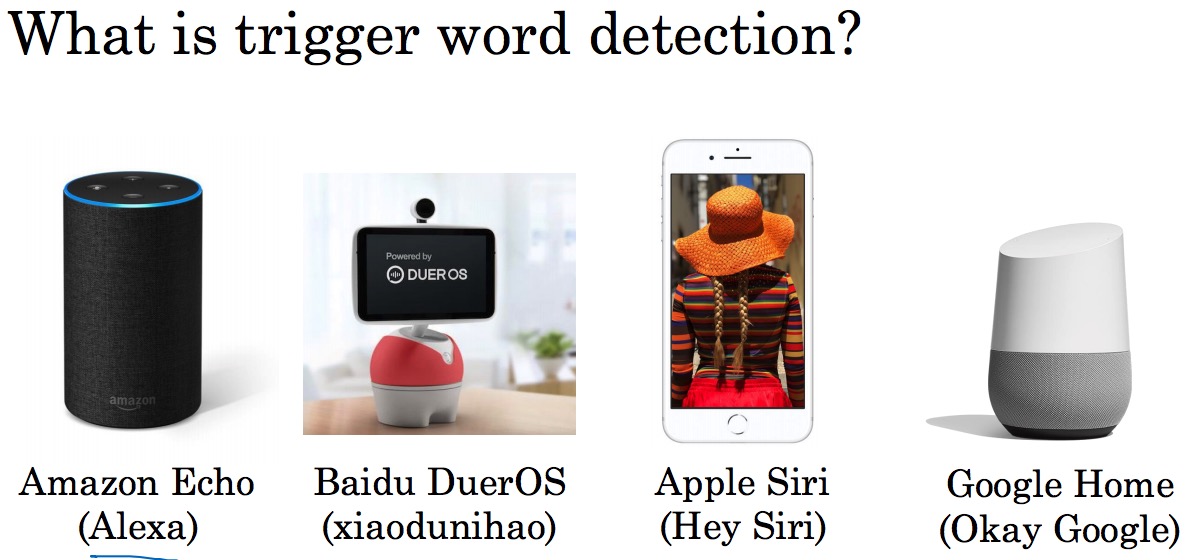 What is trigger word detection?
amazon
Powered by
DUER OS
Amazon Echo
(Alexa)
Baidu DuerOS
(xiaodunihao)
Apple Siri
(Hey Siri)
Google Home
(Okay Google)